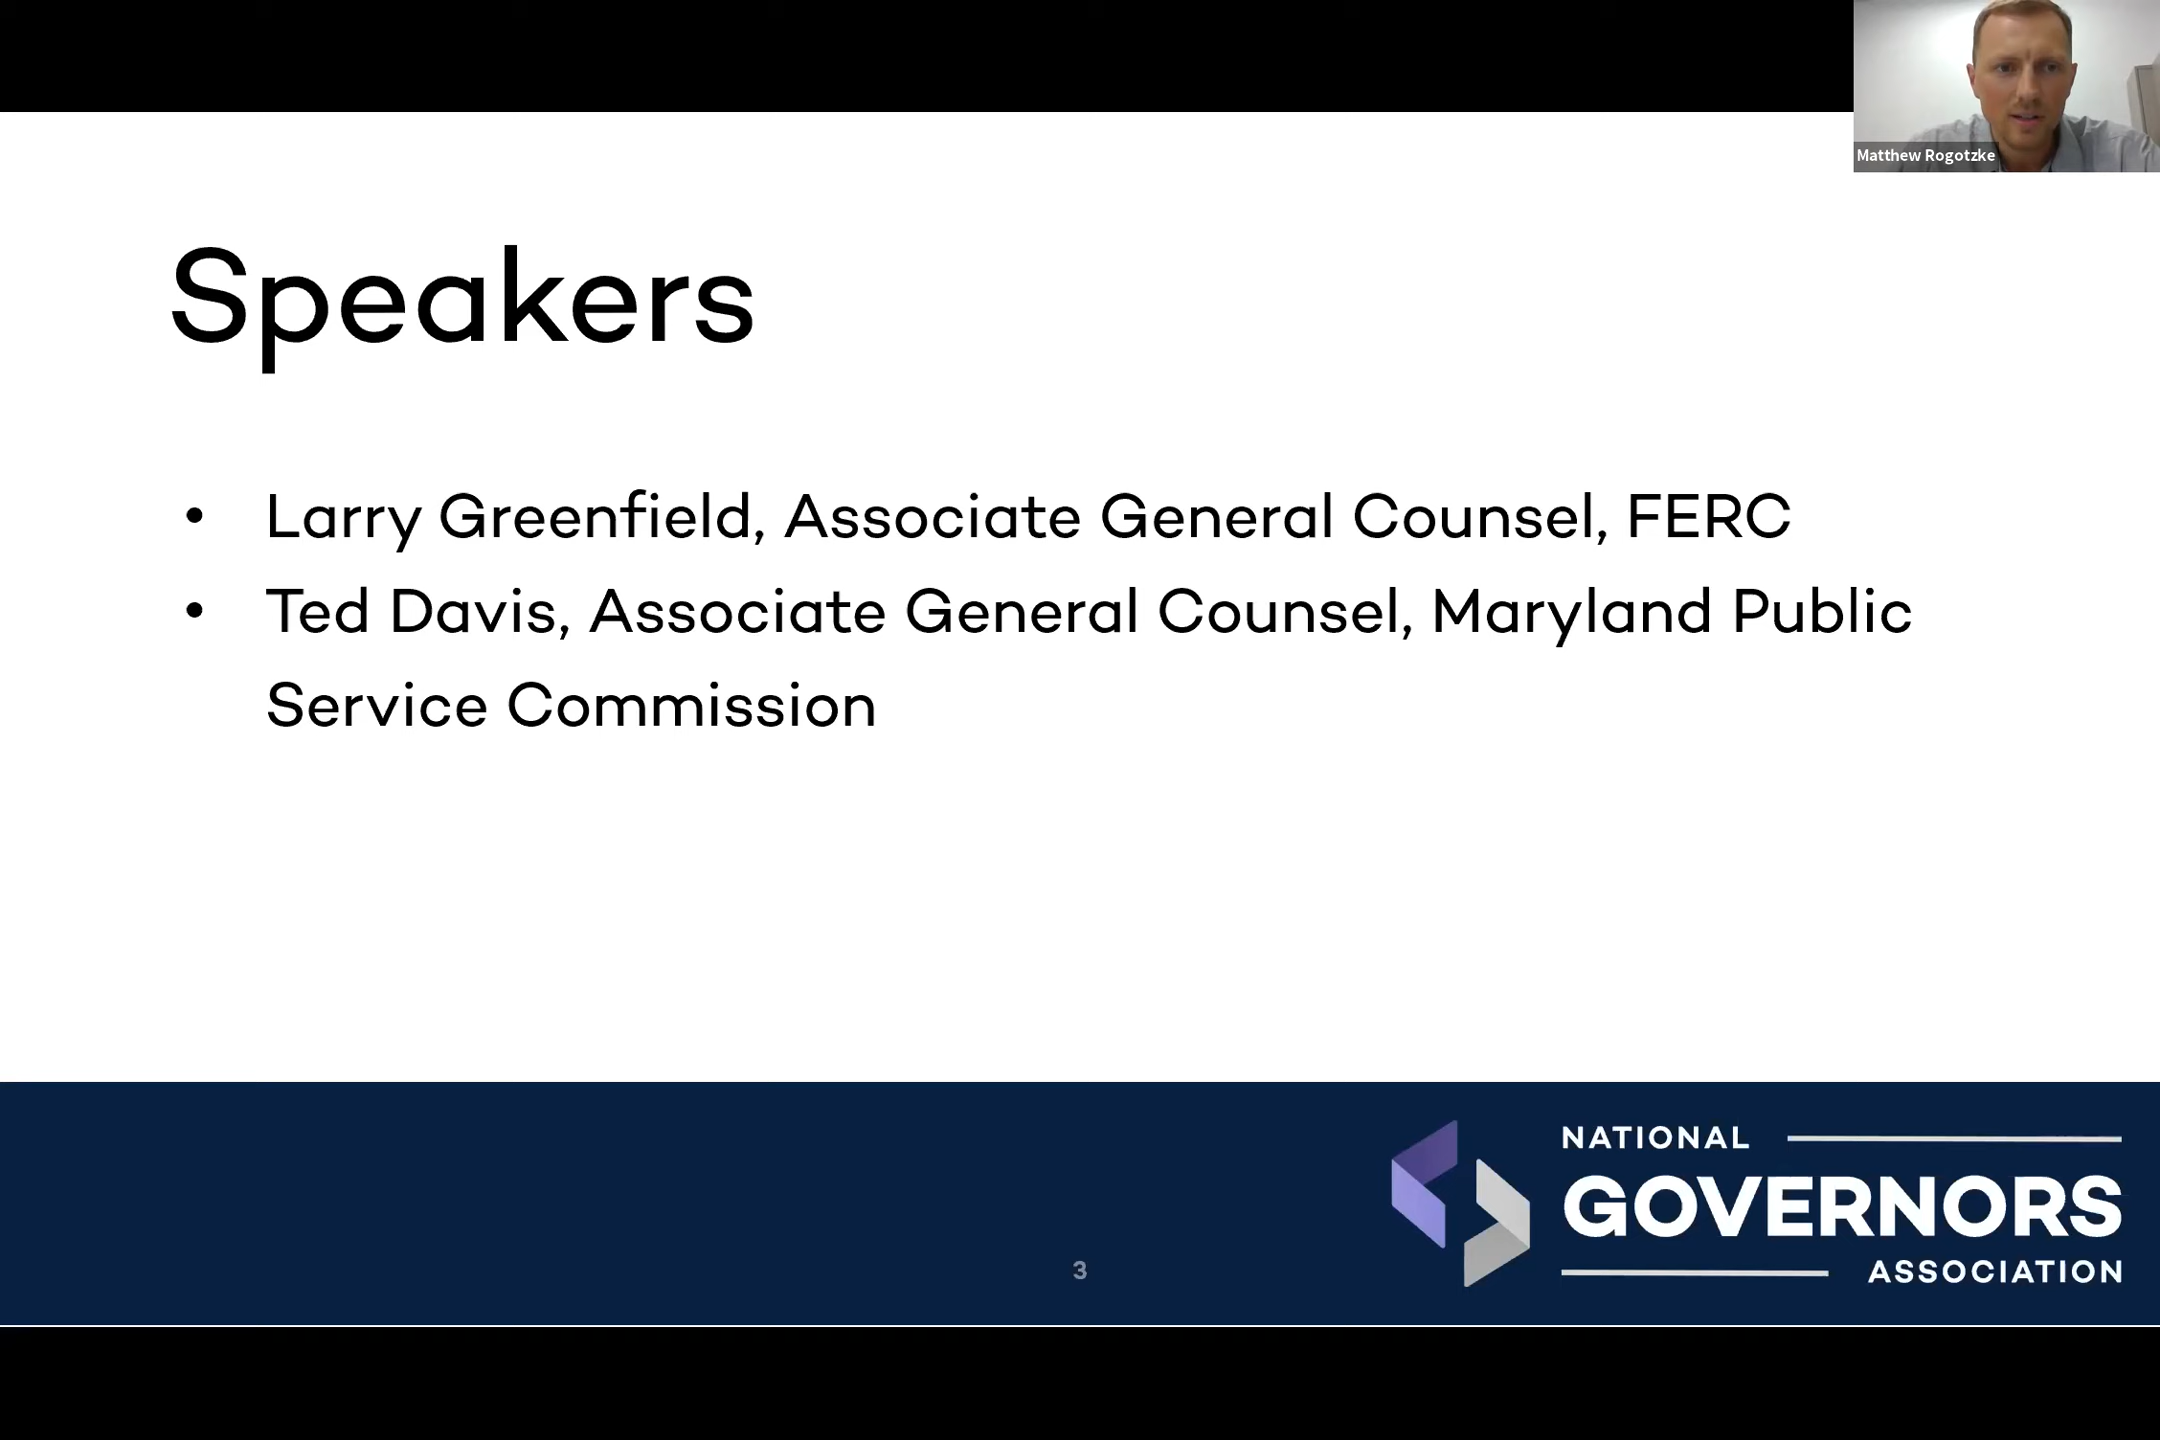 Matthew Rogotzke
Speakers
• Larry Greenfield, Associate General Counsel, FERC
• Ted Davis, Associate General Counsel, Maryland Public
Service Commission
NATIONAL
GOVERNORS
ASSOCIATION
3